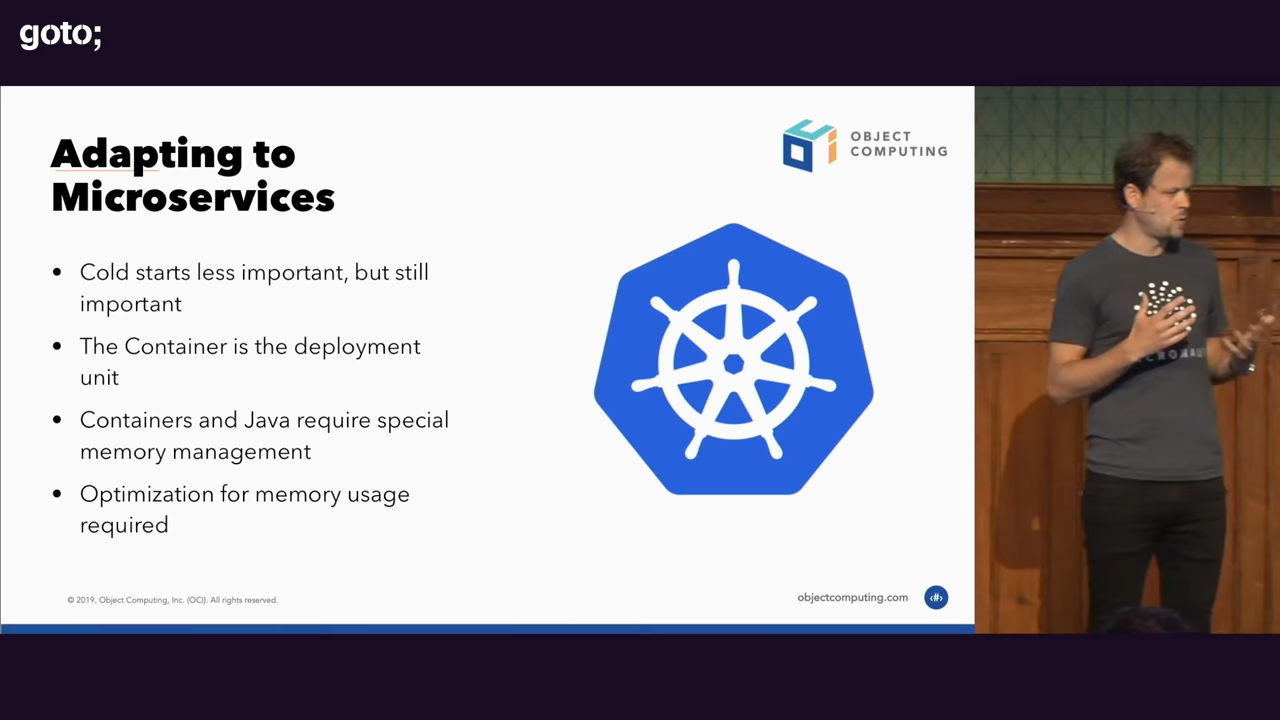 goto;
Adapting to
Microservices
OBJECT
COMPUTING
• Cold starts less important, but still
important
• The Container is the deployment
unit
• Containers and Java require special
memory management
• Optimization for memory usage
required
© 2019, Object Computing, Inc. (OCI). All rights reserved.
objectcomputing.com
‹#›